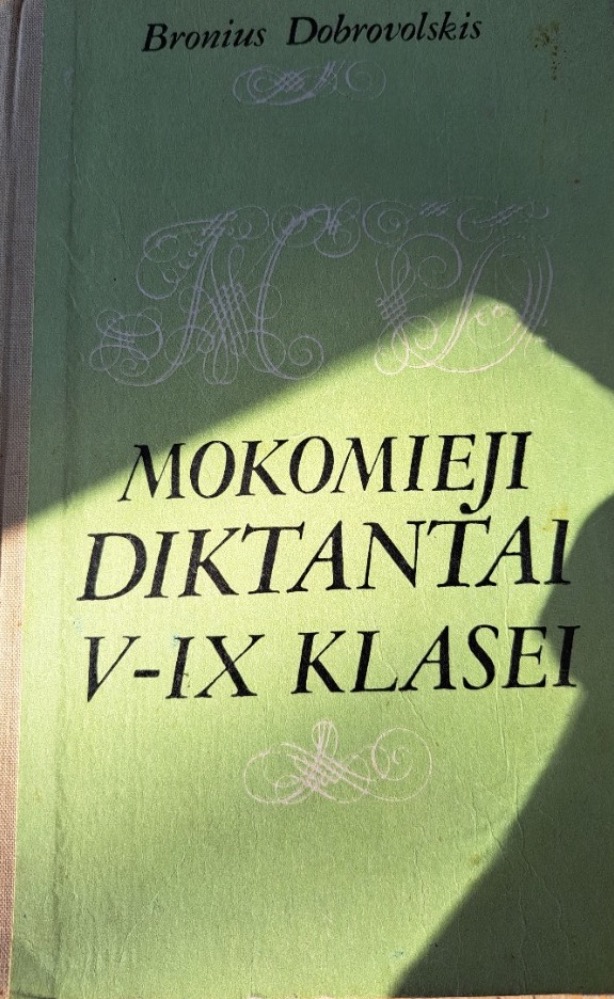 Bronius Dobrovolskis
M D
MOKOMIEJI
DIKTANTAI
V-IX KLASEI